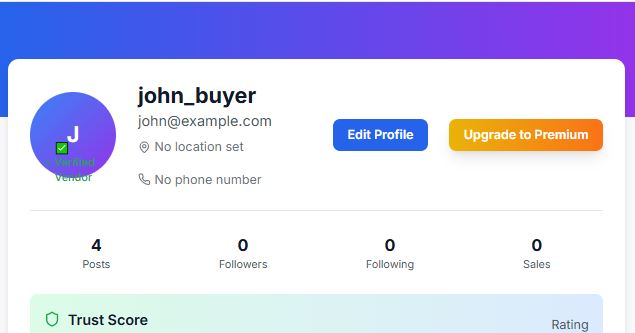 john_buyer
john@example.com
J
No location set
Verified
Vendor
No phone number
Edit Profile
Upgrade to Premium
4
Posts
0
Followers
0
Following
0
Sales
Trust Score
Rating